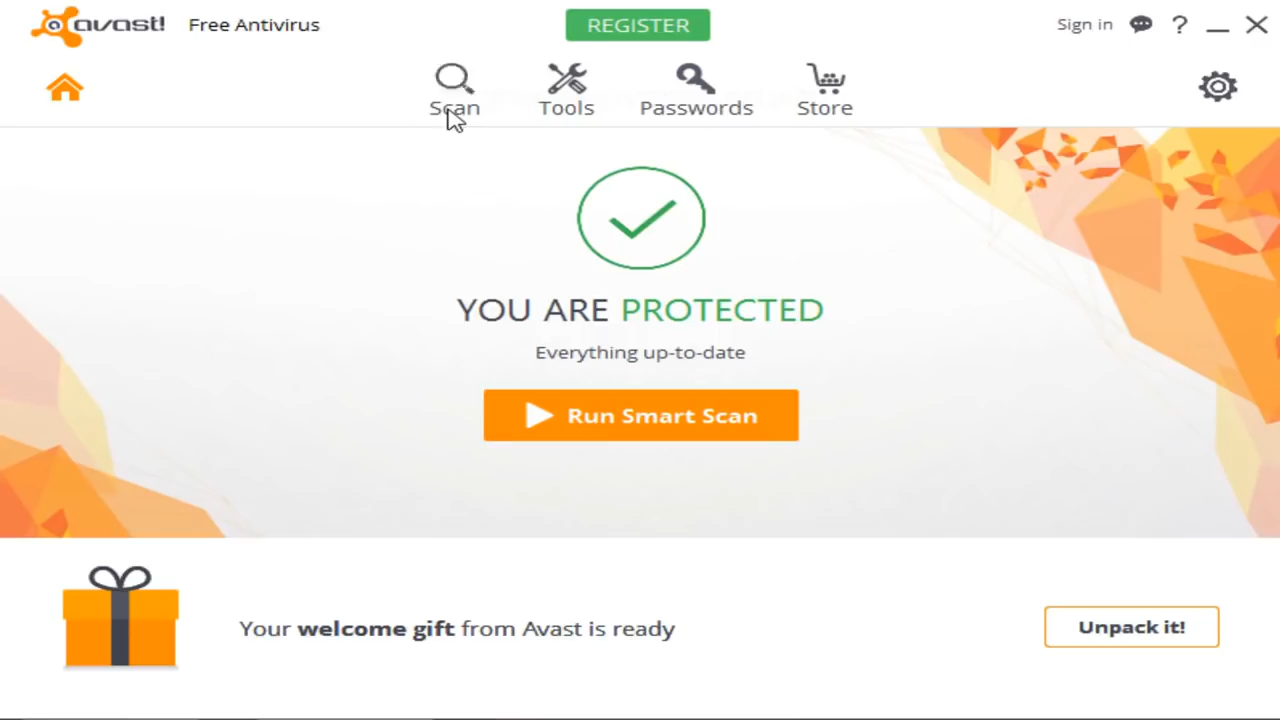 avast! Free Antivirus REGISTER Sign in ?
Scan Tools Passwords Store
YOU ARE PROTECTED
Everything up-to-date
Run Smart Scan
Your welcome gift from Avast is ready Unpack it!